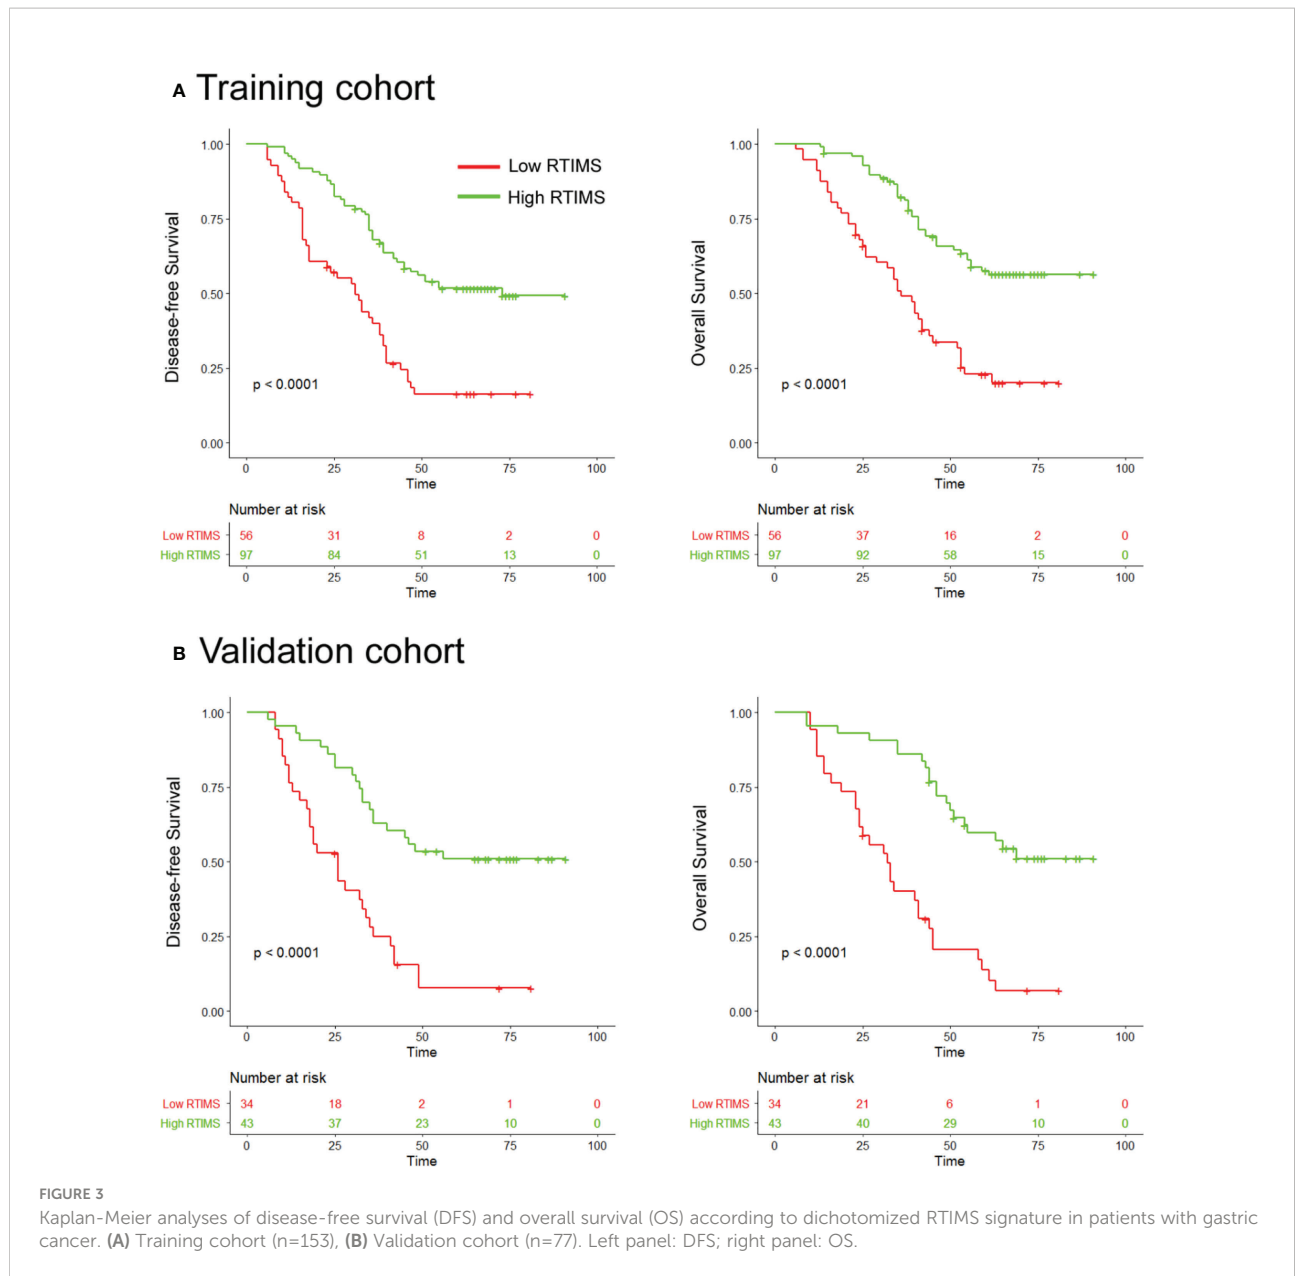 A Training cohort
Disease-free Survival
1.00
0.75
0.50
0.25
0.00
Low RTIMS
High RTIMS
p < 0.0001
0 25 50 75 100
Time
Number at risk
Low RTIMS 56 31 8 2 0
High RTIMS 97 84 51 13 0
0 25 50 75 100
Time
Overall Survival
1.00
0.75
0.50
0.25
0.00
p < 0.0001
0 25 50 75 100
Time
Number at risk
Low RTIMS 56 37 16 2 0
High RTIMS 97 92 58 15 0
0 25 50 75 100
Time
B Validation cohort
Disease-free Survival
1.00
0.75
0.50
0.25
0.00
p < 0.0001
0 25 50 75 100
Time
Number at risk
Low RTIMS 34 18 2 1 0
High RTIMS 43 37 23 10 0
0 25 50 75 100
Time
Overall Survival
1.00
0.75
0.50
0.25
0.00
p < 0.0001
0 25 50 75 100
Time
Number at risk
Low RTIMS 34 21 6 1 0
High RTIMS 43 40 29 10 0
0 25 50 75 100
Time
FIGURE 3
Kaplan-Meier analyses of disease-free survival (DFS) and overall survival (OS) according to dichotomized RTIMS signature in patients with gastric
cancer. (A) Training cohort (n=153), (B) Validation cohort (n=77). Left panel: DFS; right panel: OS.